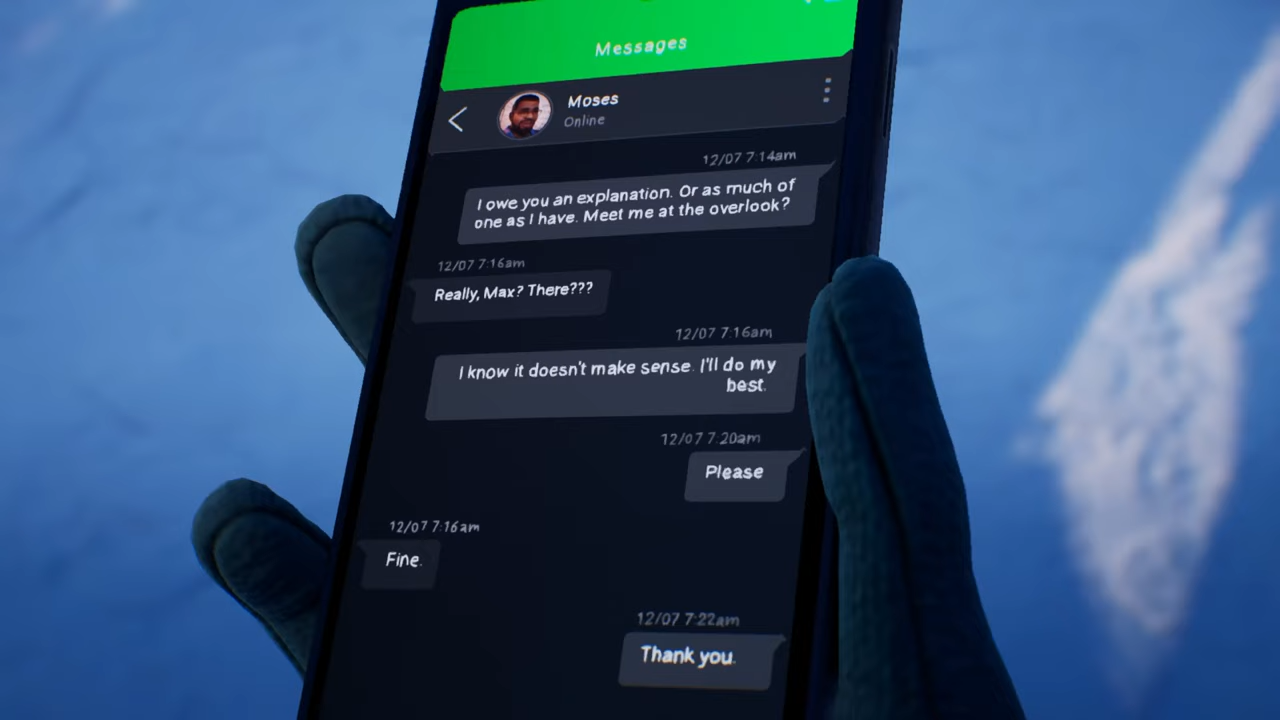 Messages
Moses
Online
12/07 7:14am
I owe you an explanation. Or as much of
one as I have. Meet me at the overlook?
12/07 7:16am
Really, Max? There???
12/07 7:16am
I know it doesn't make sense. I'll do my
best.
12/07 7:20am
Please
12/07 7:16am
Fine.
12/07 7:22am
Thank you.